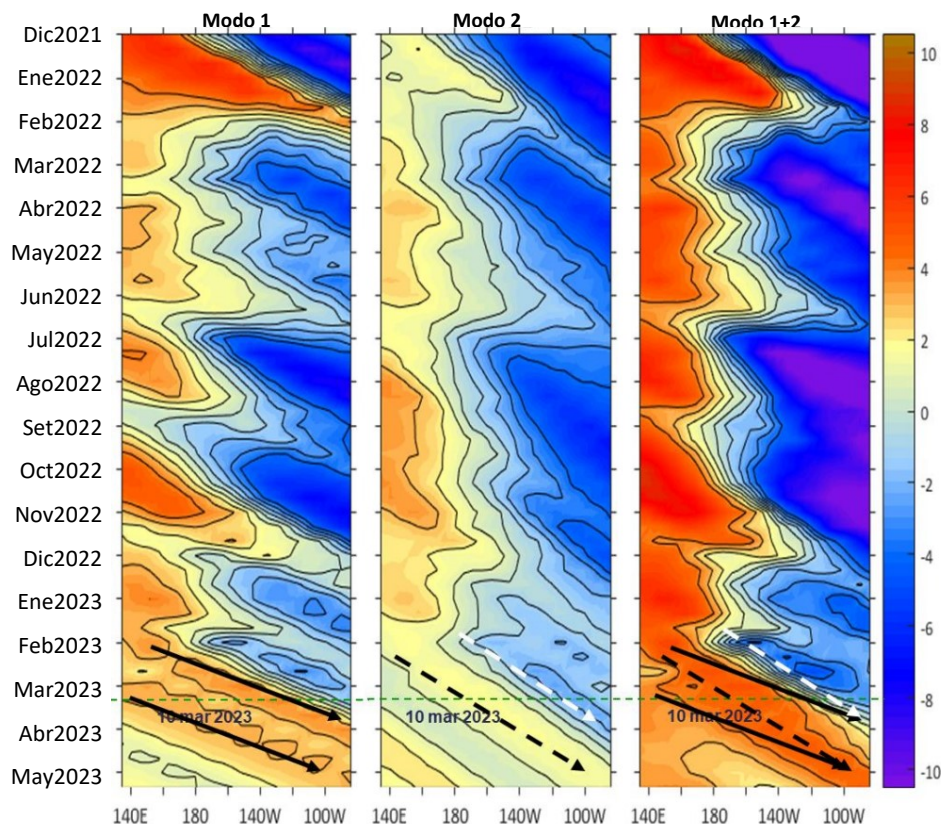 Modo 1
Modo 2
Modo 1+2
Dic2021
Ene2022
Feb2022
Mar2022
Abr2022
May2022
Jun2022
Jul2022
Ago2022
Set2022
Oct2022
Nov2022
Dic2022
Ene2023
Feb2023
Mar2023
Abr2023
May2023
10 mar 2023
10 mar 2023
10 mar 2023
140E 180 140W 100W
140E 180 140W 100W
140E 180 140W 100W
10
8
6
4
2
0
-2
-4
-6
-8
-10